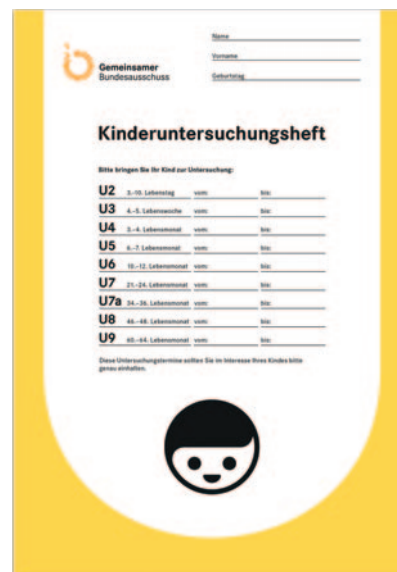 Gemeinsamer
Bundesausschuss
Name
Vorname
Geburtstag
Kinderuntersuchungsheft
Bitte bringen Sie Ihr Kind zur Untersuchung:
U2 3.-10. Lebenstag vom: bis:
U3 4.-5. Lebenswoche vom: bis:
U4 3.-4. Lebensmonat vom: bis:
U5 6.-7. Lebensmonat vom: bis:
U6 10.-12. Lebensmonat vom: bis:
U7 21.-24. Lebensmonat vom: bis:
U7a 34.-36. Lebensmonat vom: bis:
U8 46.-48. Lebensmonat vom: bis:
U9 60.-64. Lebensmonat vom: bis:
Diese Untersuchungstermine sollten Sie im Interesse Ihres Kindes bitte
genau einhalten.